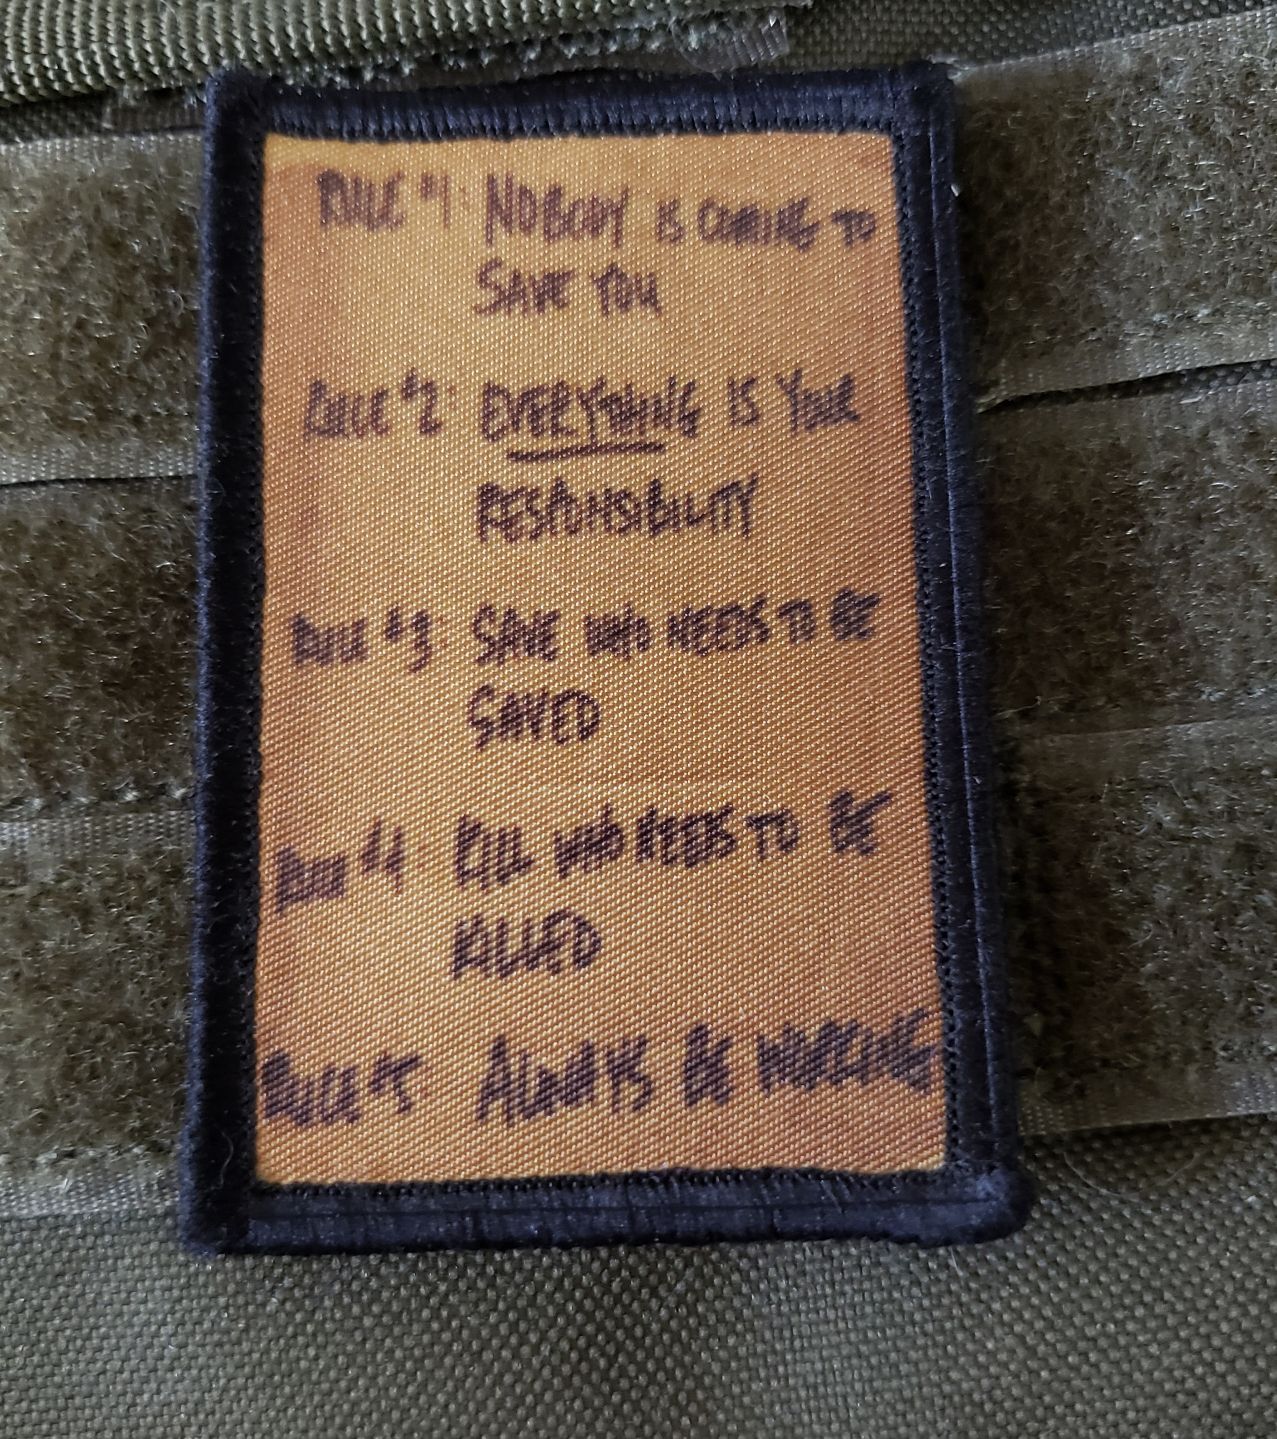 RULE #1: NOBODY IS COMING TO
SAVE YOU
RULE #2: EVERYTHING IS YOUR
RESPONSIBILITY
RULE #3: SAVE WHO NEEDS TO BE
SAVED
RULE #4: KILL WHO NEEDS TO BE
KILLED
RULE #5 ALWAYS BE WORKING